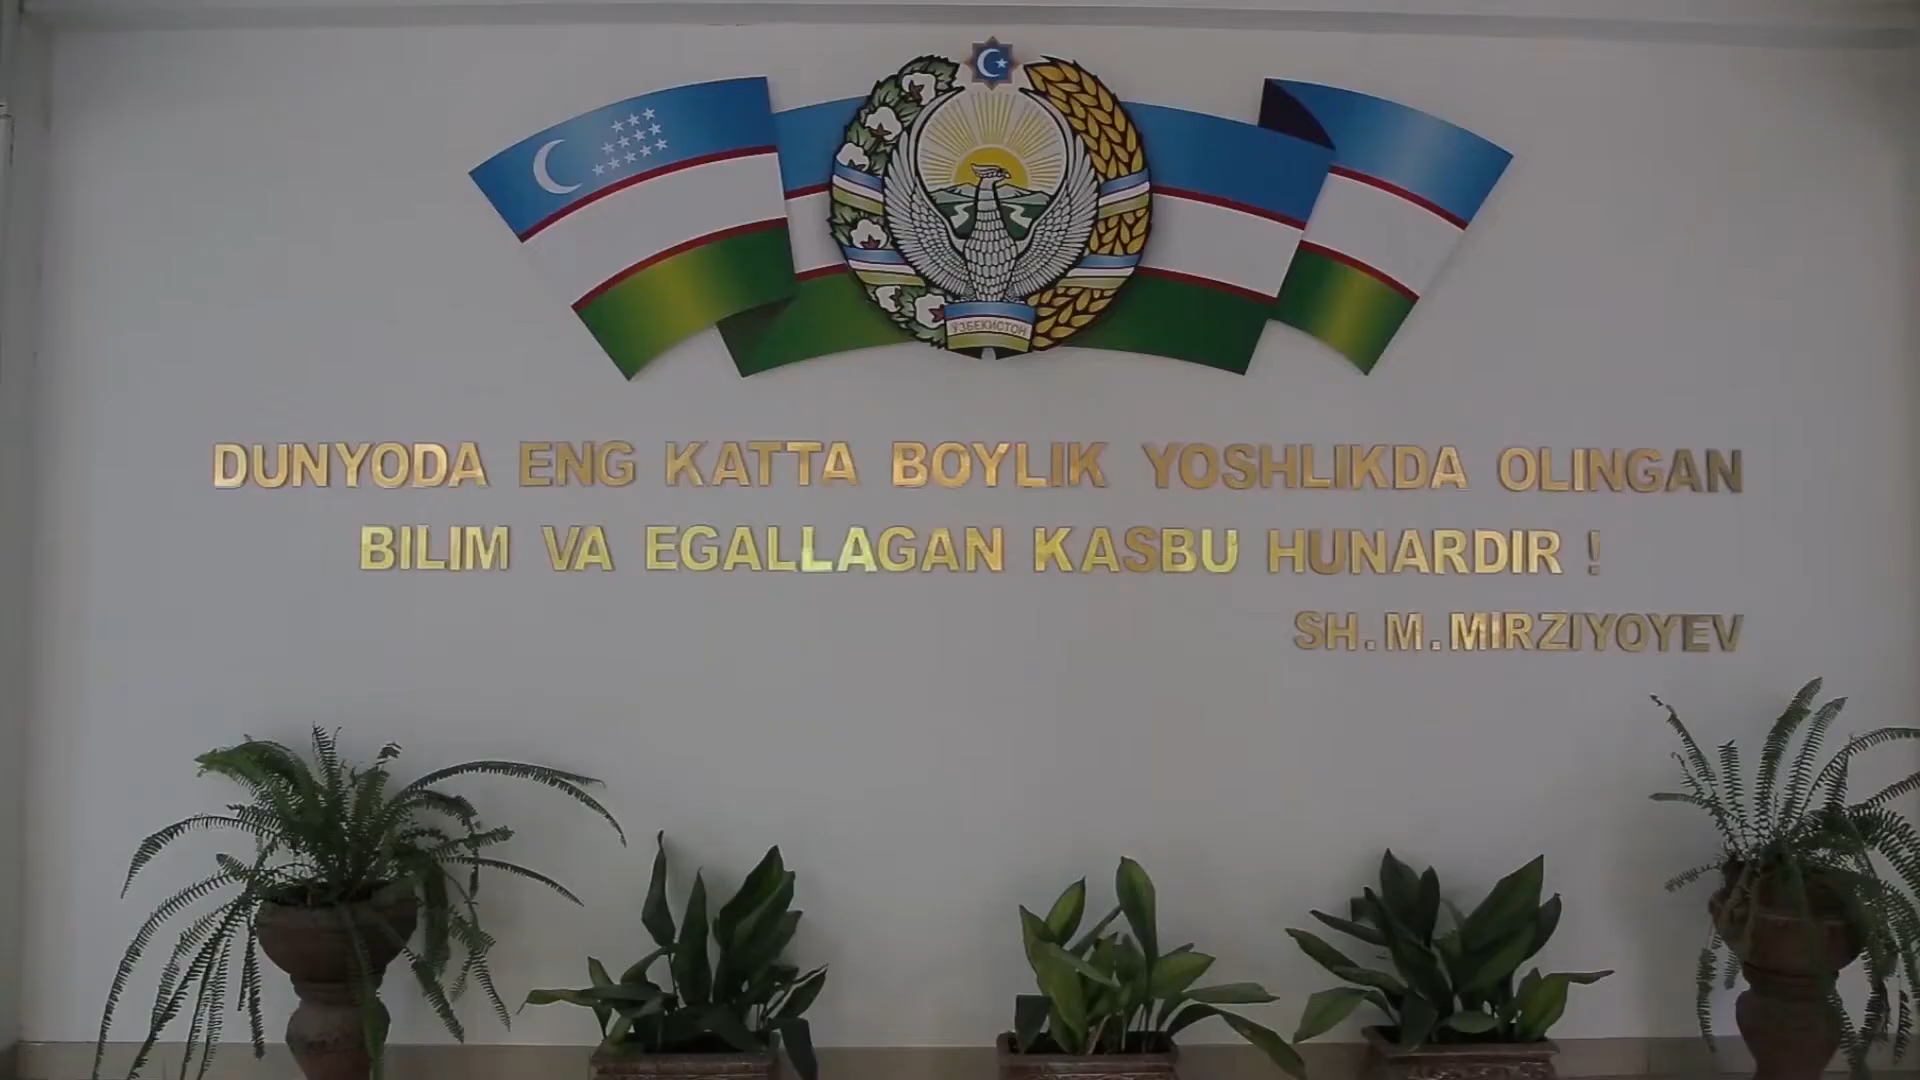 ЎЗБЕКИСТОН
DUNYODA ENG KATTA BOYLIK YOSHLIKDA OLINGAN
BILIM VA EGALLAGAN KASBU HUNARDIR !
SH.M.MIRZIYOYEV